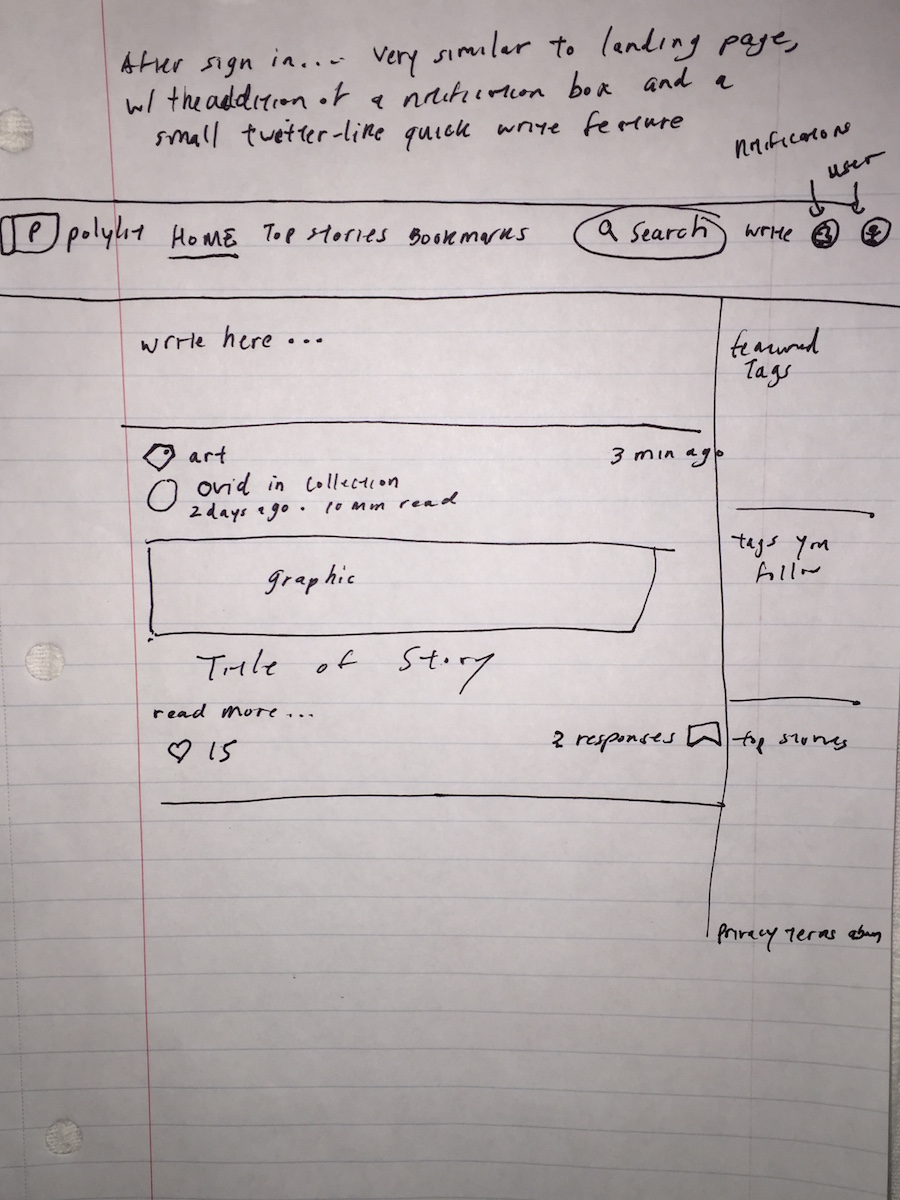 After sign in... very similar to landing page,
w/ the addition of a notification box and a
small twitter-like quick write feature
notifications
user
P polylit HOME Top stories Bookmarks Search write
write here ...
featured
Tags
art 3 min ago
Ovid in Collection
2 days ago . 10 min read
tags you
follow
graphic
Title of Story
read more ...
15 2 responses top stories
privacy terms